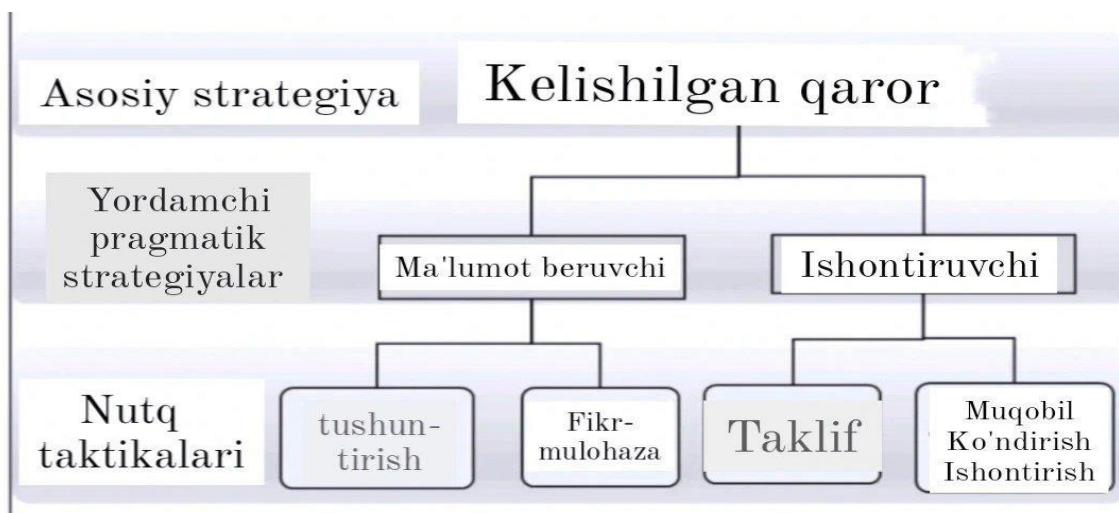 Asosiy strategiya
Kelishilgan qaror
Yordamchi
pragmatik
strategiyalar
Ma'lumot beruvchi
Ishontiruvchi
Nutq
taktikalari
tushun-
tirish
Fikr-
mulohaza
Taklif
Muqobil
Ko'ndirish
Ishontirish